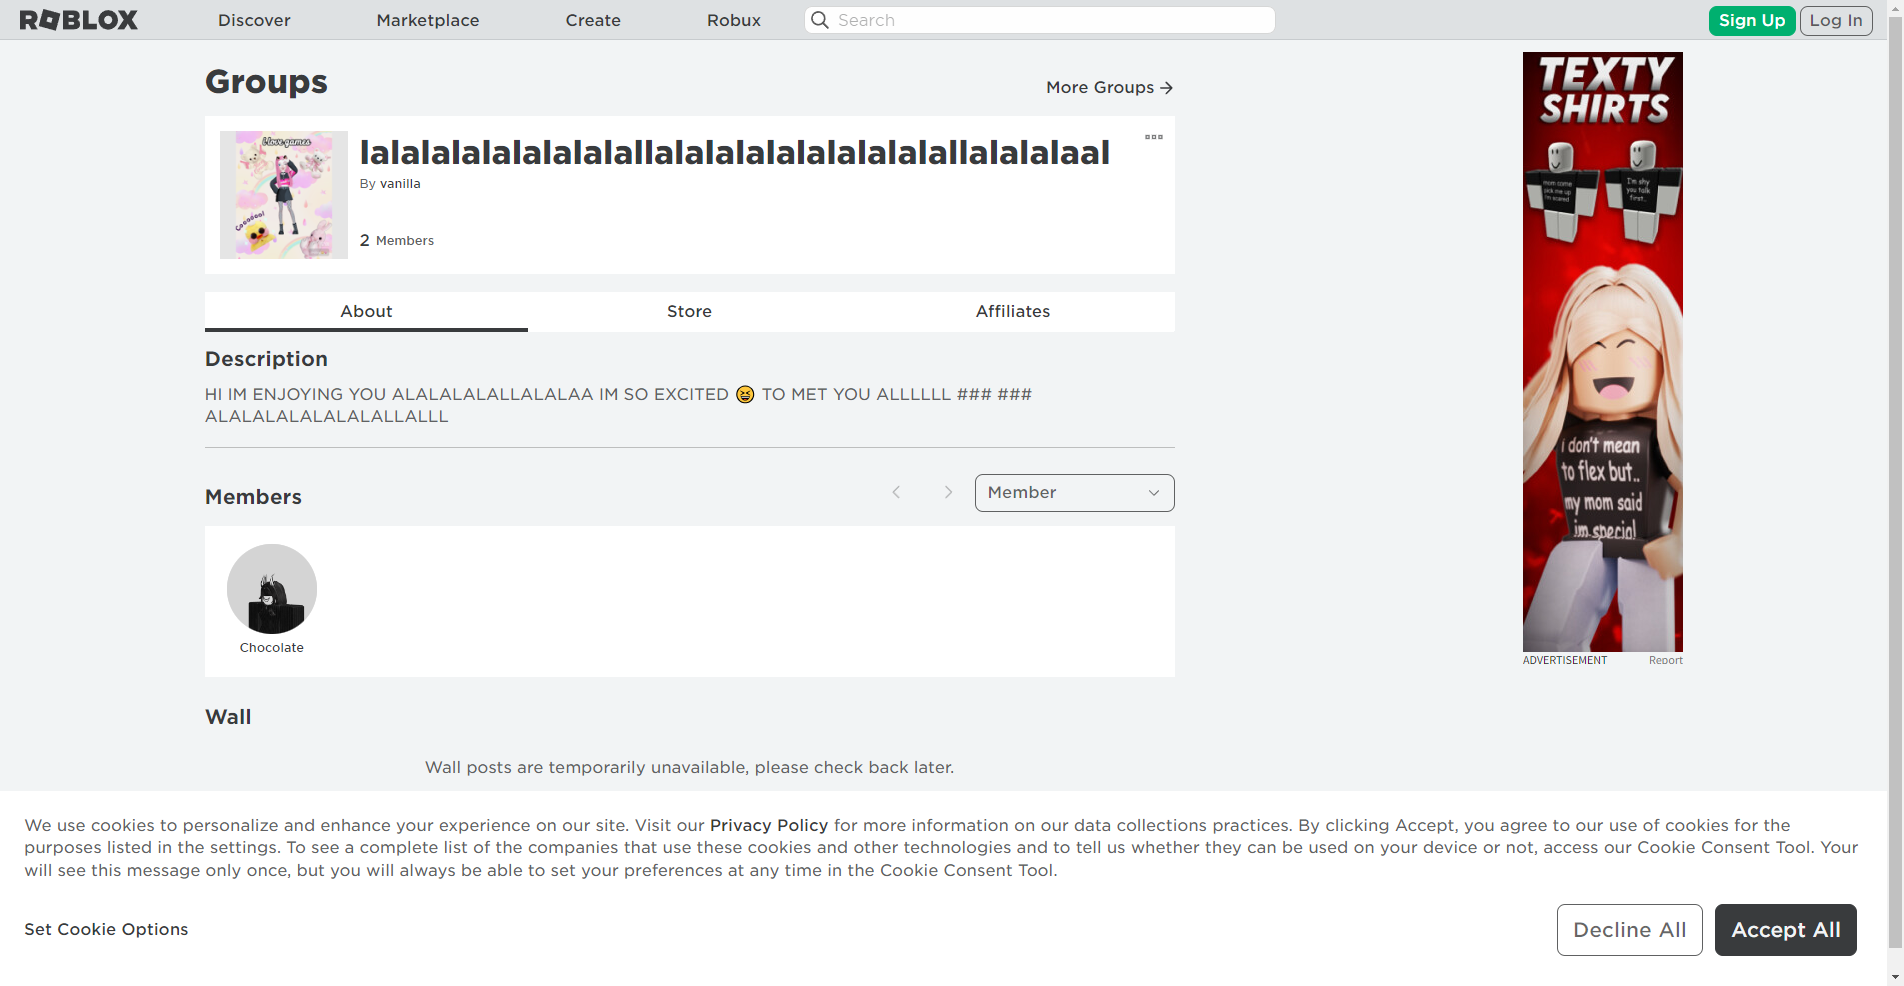 ROBLOX
Discover
Marketplace
Create
Robux
Search
Sign Up
Log In
Groups
More Groups
i love games
Cooooool
lalalalalalalalalallalalalalalalalalallalalalaal
By vanilla
2 Members
About
Store
Affiliates
Description
HI IM ENJOYING YOU ALALALALALLALALAA IM SO EXCITED 😆 TO MET YOU ALLLLLL ### ###
ALALALALALALALALLALLL
Members
Member
Chocolate
Wall
Wall posts are temporarily unavailable, please check back later.
TEXTY
SHIRTS
mom come
pick me up
i'm scared
I'm shy
you talk
first..
i don't mean
to flex but..
my mom said
im special
ADVERTISEMENT
Report
We use cookies to personalize and enhance your experience on our site. Visit our Privacy Policy for more information on our data collections practices. By clicking Accept, you agree to our use of cookies for the
purposes listed in the settings. To see a complete list of the companies that use these cookies and other technologies and to tell us whether they can be used on your device or not, access our Cookie Consent Tool. Your
will see this message only once, but you will always be able to set your preferences at any time in the Cookie Consent Tool.
Set Cookie Options
Decline All
Accept All